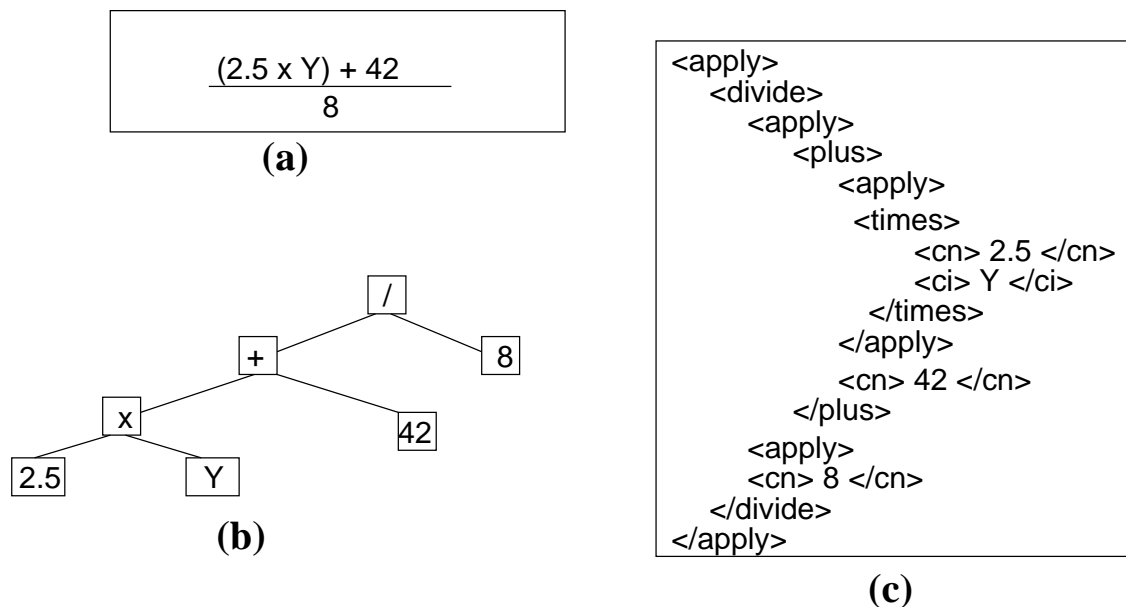 (2.5 x Y) + 42
8
(a)
/
+
8
x
42
2.5
Y
(b)
<apply>
<divide>
<apply>
<plus>
<apply>
<times>
<cn> 2.5 </cn>
<ci> Y </ci>
</times>
</apply>
<cn> 42 </cn>
</plus>
<apply>
<cn> 8 </cn>
</divide>
</apply>
(c)